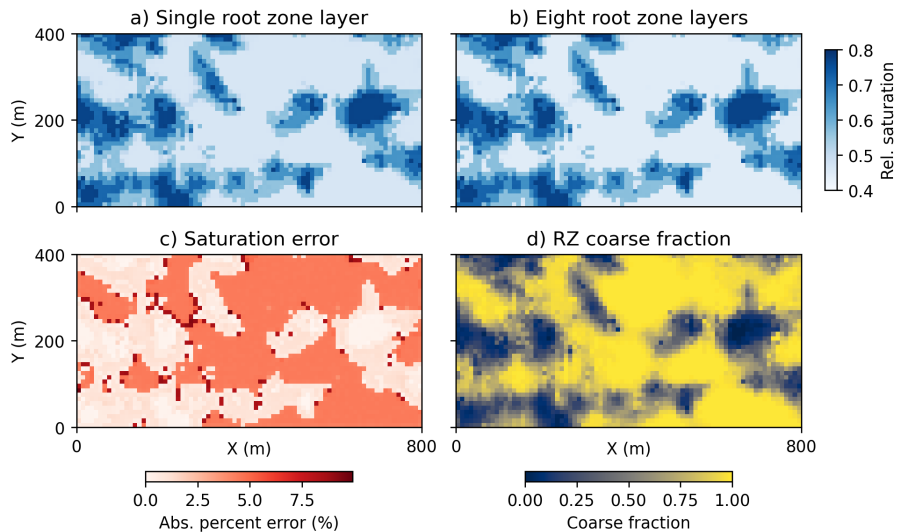 a) Single root zone layer
b) Eight root zone layers
400
200
0
Y (m)
0.8
0.7
0.6
0.5
0.4
Rel. saturation
c) Saturation error
d) RZ coarse fraction
400
200
0
Y (m)
0
800
X (m)
0
800
X (m)
0.0 2.5 5.0 7.5
Abs. percent error (%)
0.00 0.25 0.50 0.75 1.00
Coarse fraction